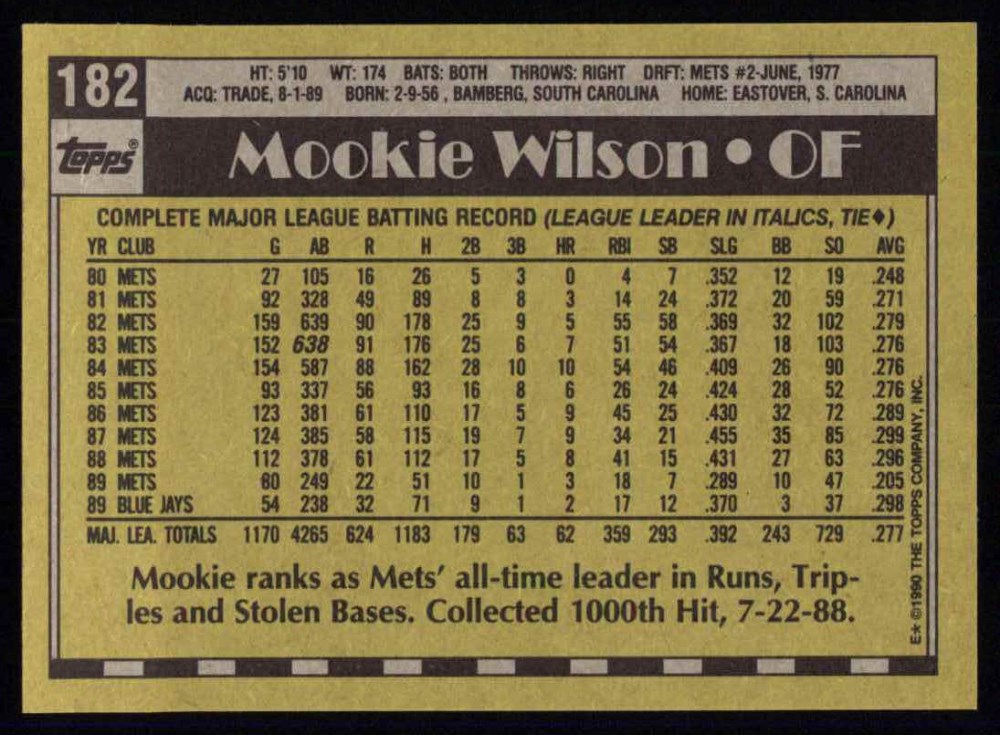 182
HT: 5'10 WT: 174 BATS: BOTH THROWS: RIGHT DRFT: METS #2-JUNE, 1977
ACQ: TRADE, 8-1-89 BORN: 2-9-56 , BAMBERG, SOUTH CAROLINA HOME: EASTOVER, S. CAROLINA
topps®
Mookie Wilson • OF
COMPLETE MAJOR LEAGUE BATTING RECORD (LEAGUE LEADER IN ITALICS, TIE♦)
YR CLUB G AB R H 2B 3B HR RBI SB SLG BB SO AVG
80 METS 27 105 16 26 5 3 0 4 7 .352 12 19 .248
81 METS 92 328 49 89 8 8 3 14 24 .372 20 59 .271
82 METS 159 639 90 178 25 9 5 55 58 .369 32 102 .279
83 METS 152 638 91 176 25 6 7 51 54 .367 18 103 .276
84 METS 154 587 88 162 28 10 10 54 46 .409 26 90 .276
85 METS 93 337 56 93 16 8 6 26 24 .424 28 52 .276
86 METS 123 381 61 110 17 5 9 45 25 .430 32 72 .289
87 METS 124 385 58 115 19 7 9 34 21 .455 35 85 .299
88 METS 112 378 61 112 17 5 8 41 15 .431 27 63 .296
89 METS 80 249 22 51 10 1 3 18 7 .289 10 47 .205
89 BLUE JAYS 54 238 32 71 9 1 2 17 12 .370 3 37 .298
MAJ. LEA. TOTALS 1170 4265 624 1183 179 63 62 359 293 .392 243 729 .277
Mookie ranks as Mets' all-time leader in Runs, Trip-
les and Stolen Bases. Collected 1000th Hit, 7-22-88.
E* ©1990 THE TOPPS COMPANY, INC.